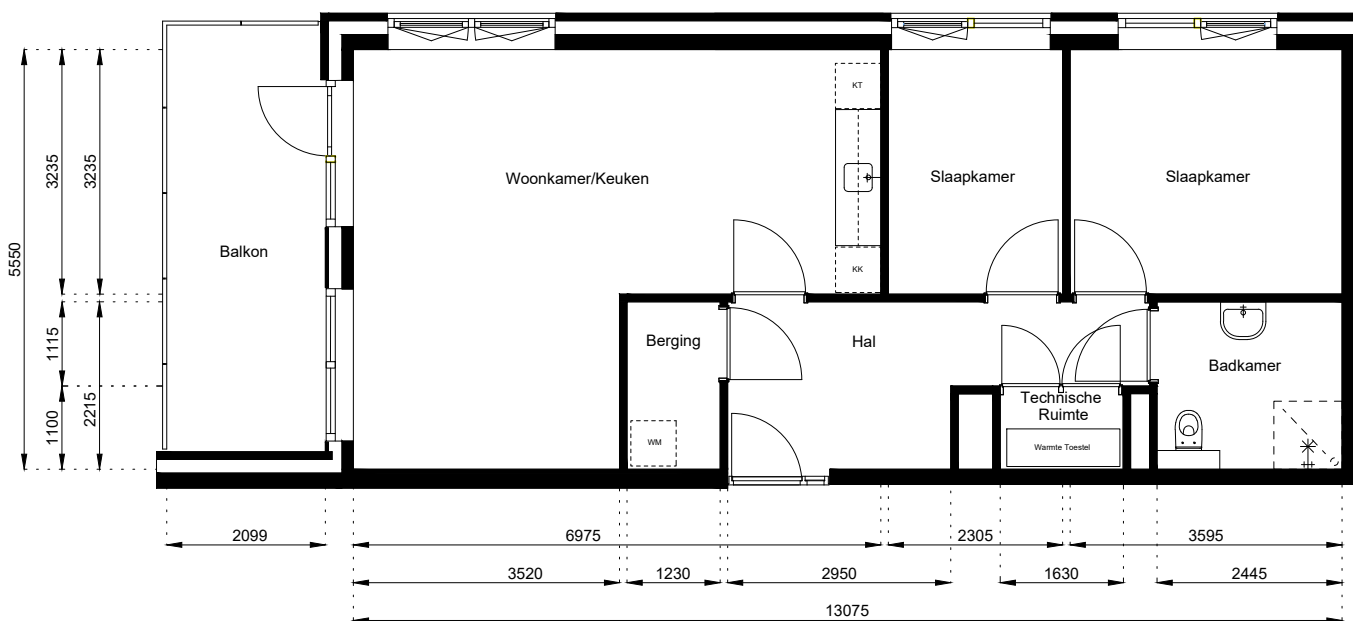 KT
Woonkamer/Keuken
Slaapkamer
Slaapkamer
3235
3235
Balkon
5550
KK
Berging
Hal
Badkamer
1115
1100
2215
Technische
Ruimte
WM
Warmte Toestel
2099
6975
2305
3595
3520
1230
2950
1630
2445
13075